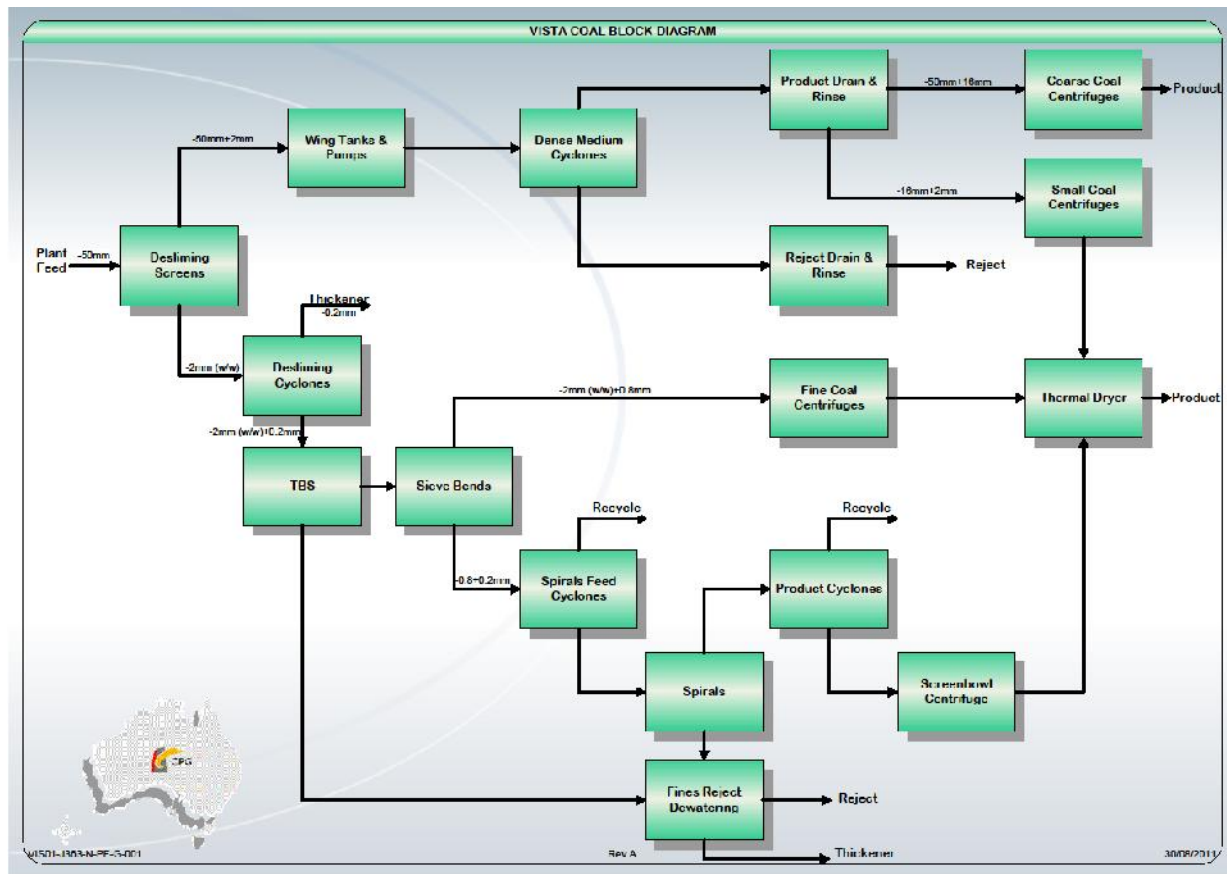 VISTA COAL BLOCK DIAGRAM
Product Drain &
Rinse
-50mm+16mm
Coarse Coal
Centrifuges
Product
-50mm+2mm
Wing Tanks &
Pumps
Dense Medium
Cyclones
-16mm+2mm
Small Coal
Centrifuges
Plant
Feed
-50mm
Desliming
Screens
Reject Drain &
Rinse
Reject
Thickener
-0.2mm
-2mm (w/w)
Desliming
Cyclones
-2mm (w/w)+0.8mm
Fine Coal
Centrifuges
Thermal Dryer
Product
-2mm (w/w)+0.2mm
TBS
Sieve Bends
Recycle
Recycle
-0.8+0.2mm
Spirals Feed
Cyclones
Product Cyclones
Spirals
Screenbowl
Centrifuge
Fines Reject
Dewatering
Reject
Thickener
Rev A
30/08/2011